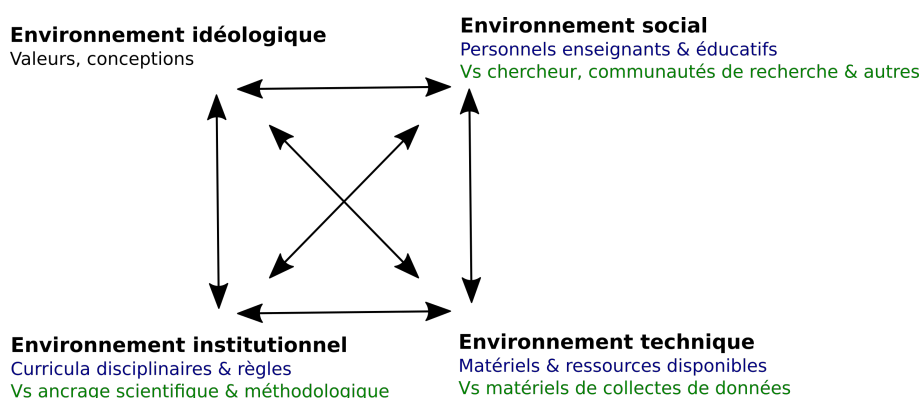 Environnement idéologique
Valeurs, conceptions
Environnement social
Personnels enseignants & éducatifs
Vs chercheur, communautés de recherche & autres
Environnement institutionnel
Curricula disciplinaires & règles
Vs ancrage scientifique & méthodologique
Environnement technique
Matériels & ressources disponibles
Vs matériels de collectes de données